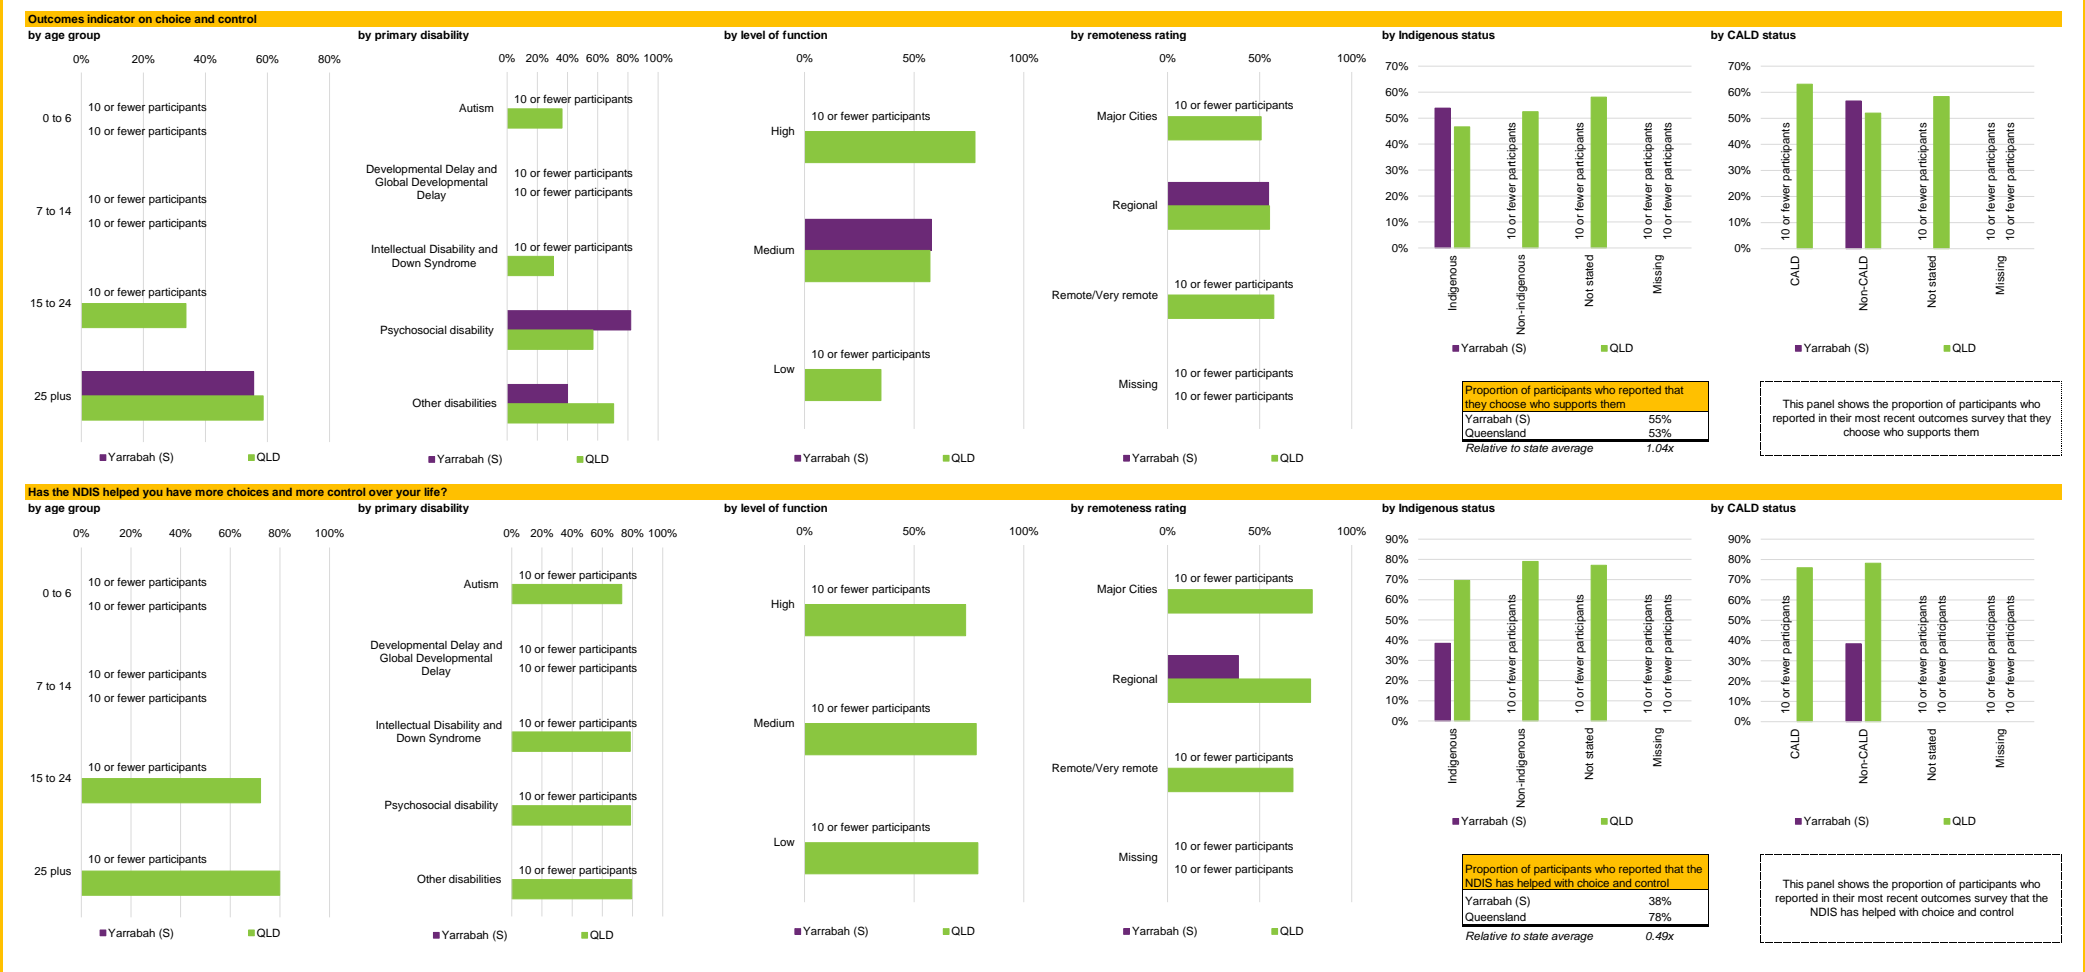 Outcomes indicator on choice and control
by age group
0% 20% 40% 60% 80%
0 to 6
10 or fewer participants
10 or fewer participants
7 to 14
10 or fewer participants
10 or fewer participants
15 to 24
10 or fewer participants
25 plus
Yarrabah (S) QLD
by primary disability
0% 20% 40% 60% 80% 100%
Autism
10 or fewer participants
Developmental Delay and
Global Developmental
Delay
10 or fewer participants
10 or fewer participants
Intellectual Disability and
Down Syndrome
10 or fewer participants
Psychosocial disability
Other disabilities
Yarrabah (S) QLD
by level of function
0% 50% 100%
High
10 or fewer participants
Medium
Low
10 or fewer participants
Yarrabah (S) QLD
by remoteness rating
0% 50% 100%
Major Cities
10 or fewer participants
Regional
Remote/Very remote
10 or fewer participants
Missing
10 or fewer participants
10 or fewer participants
Yarrabah (S) QLD
by Indigenous status
70%
60%
50%
40%
30%
20%
10%
0%
10 or fewer participants
10 or fewer participants
10 or fewer participants
10 or fewer participants
Indigenous
Non-indigenous
Not stated
Missing
Yarrabah (S) QLD
Proportion of participants who reported that
they choose who supports them
Yarrabah (S) 55%
Queensland 53%
Relative to state average 1.04x
by CALD status
70%
60%
50%
40%
30%
20%
10%
0%
10 or fewer participants
10 or fewer participants
10 or fewer participants
10 or fewer participants
CALD
Non-CALD
Not stated
Missing
Yarrabah (S) QLD
This panel shows the proportion of participants who
reported in their most recent outcomes survey that they
choose who supports them
Has the NDIS helped you have more choices and more control over your life?
by age group
0% 20% 40% 60% 80% 100%
0 to 6
10 or fewer participants
10 or fewer participants
7 to 14
10 or fewer participants
10 or fewer participants
15 to 24
10 or fewer participants
25 plus
10 or fewer participants
Yarrabah (S) QLD
by primary disability
0% 20% 40% 60% 80% 100%
Autism
10 or fewer participants
Developmental Delay and
Global Developmental
Delay
10 or fewer participants
10 or fewer participants
Intellectual Disability and
Down Syndrome
10 or fewer participants
Psychosocial disability
10 or fewer participants
Other disabilities
10 or fewer participants
Yarrabah (S) QLD
by level of function
0% 50% 100%
High
10 or fewer participants
Medium
10 or fewer participants
Low
10 or fewer participants
Yarrabah (S) QLD
by remoteness rating
0% 50% 100%
Major Cities
10 or fewer participants
Regional
Remote/Very remote
10 or fewer participants
Missing
10 or fewer participants
10 or fewer participants
Yarrabah (S) QLD
by Indigenous status
90%
80%
70%
60%
50%
40%
30%
20%
10%
0%
10 or fewer participants
10 or fewer participants
10 or fewer participants
10 or fewer participants
Indigenous
Non-indigenous
Not stated
Missing
Yarrabah (S) QLD
Proportion of participants who reported that the
NDIS has helped with choice and control
Yarrabah (S) 38%
Queensland 78%
Relative to state average 0.49x
by CALD status
90%
80%
70%
60%
50%
40%
30%
20%
10%
0%
10 or fewer participants
10 or fewer participants
10 or fewer participants
10 or fewer participants
10 or fewer participants
CALD
Non-CALD
Not stated
Missing
Yarrabah (S) QLD
This panel shows the proportion of participants who
reported in their most recent outcomes survey that the
NDIS has helped with choice and control